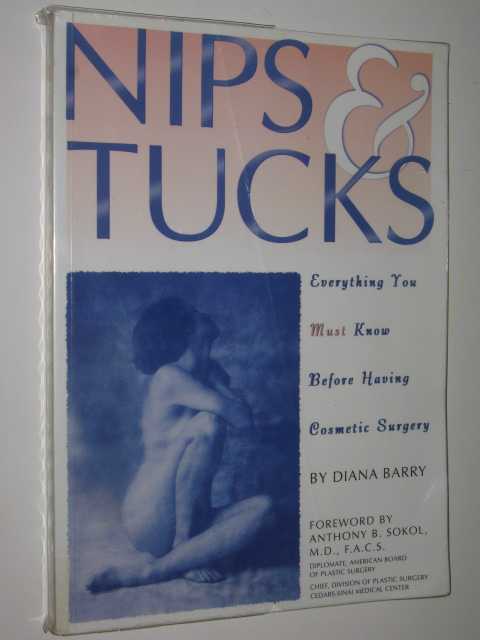 NIPS &
TUCKS
Everything You
Must Know
Before Having
Cosmetic Surgery
BY DIANA BARRY
FOREWORD BY
ANTHONY B. SOKOL,
M.D., F.A.C.S.
DIPLOMATE, AMERICAN BOARD
OF PLASTIC SURGERY
CHIEF, DIVISION OF PLASTIC SURGERY
CEDARS-SINAI MEDICAL CENTER